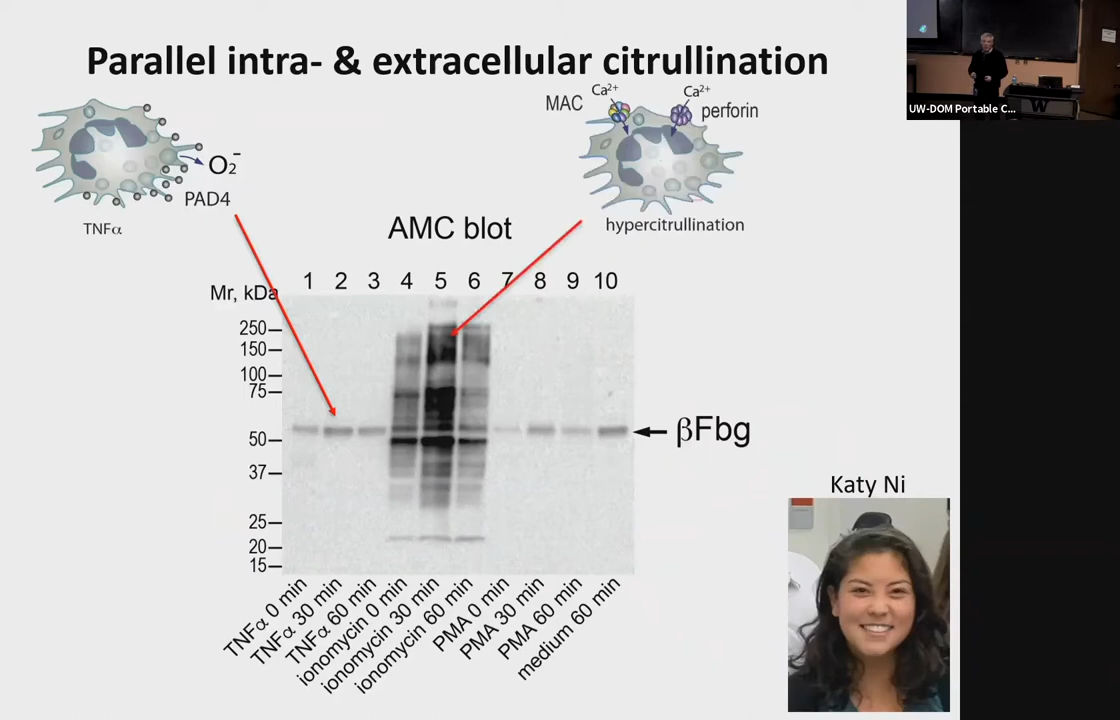 Parallel intra- & extracellular citrullination
UW-DOM Portable C...
O₂⁻
PAD4
TNFα
MAC
Ca²⁺
Ca²⁺
perforin
hypercitrullination
AMC blot
Mr, kDa
1 2 3 4 5 6 7 8 9 10
250
150
100
75
50
37
25
20
15
βFbg
TNFα 0 min
TNFα 30 min
TNFα 60 min
ionomycin 0 min
ionomycin 30 min
ionomycin 60 min
PMA 0 min
PMA 30 min
PMA 60 min
medium 60 min
Katy Ni
W